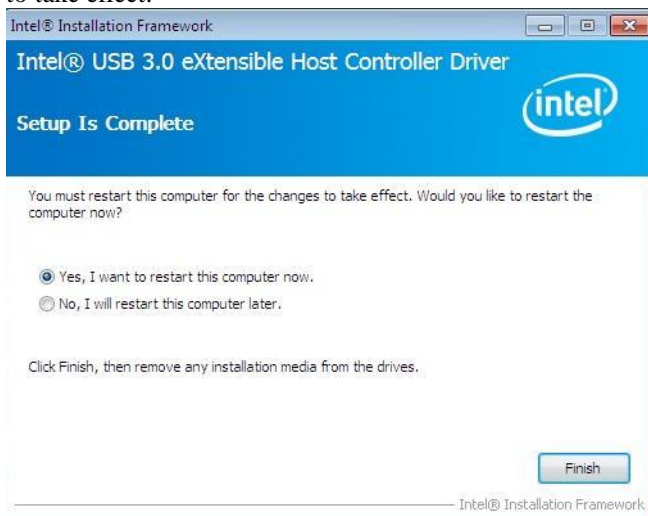 to take effect.
Intel® Installation Framework
Intel® USB 3.0 eXtensible Host Controller Driver
intel
Setup Is Complete
You must restart this computer for the changes to take effect. Would you like to restart the
computer now?
Yes, I want to restart this computer now.
No, I will restart this computer later.
Click Finish, then remove any installation media from the drives.
Finish
Intel® Installation Framework